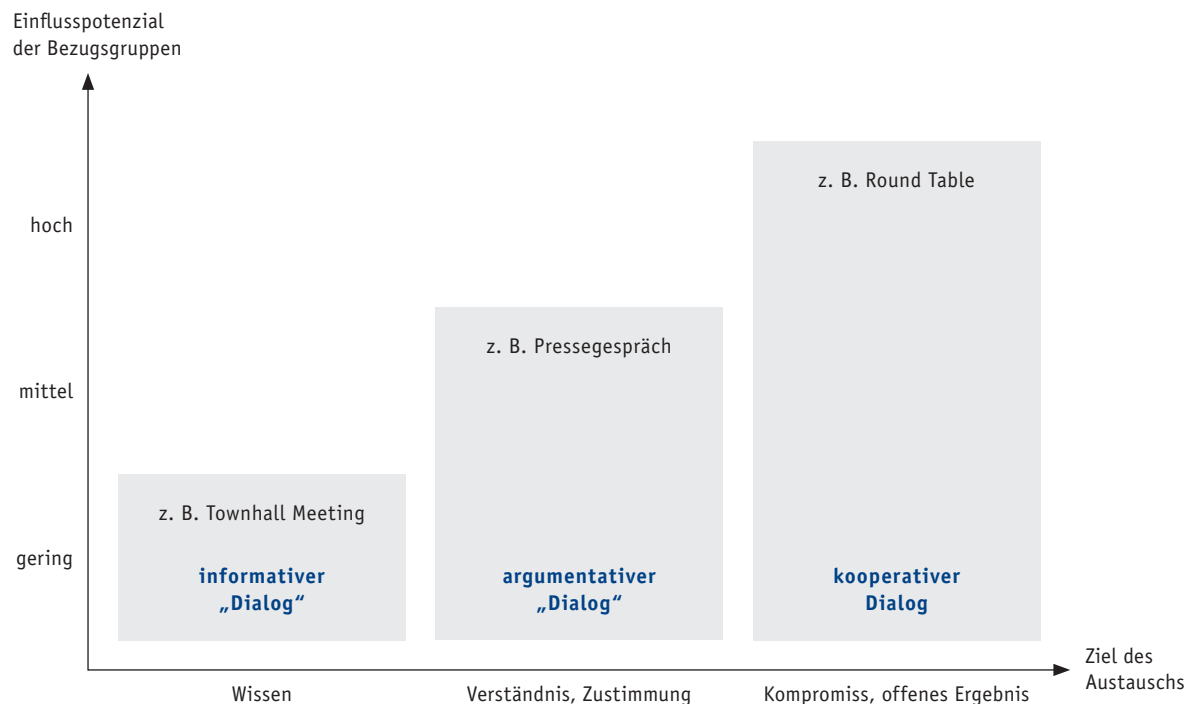 Einflusspotenzial
der Bezugsgruppen
z. B. Round Table
hoch
z. B. Pressegespräch
mittel
z. B. Townhall Meeting
gering
informativer
„Dialog“
argumentativer
„Dialog“
kooperativer
Dialog
Ziel des
Austauschs
Wissen
Verständnis, Zustimmung
Kompromiss, offenes Ergebnis